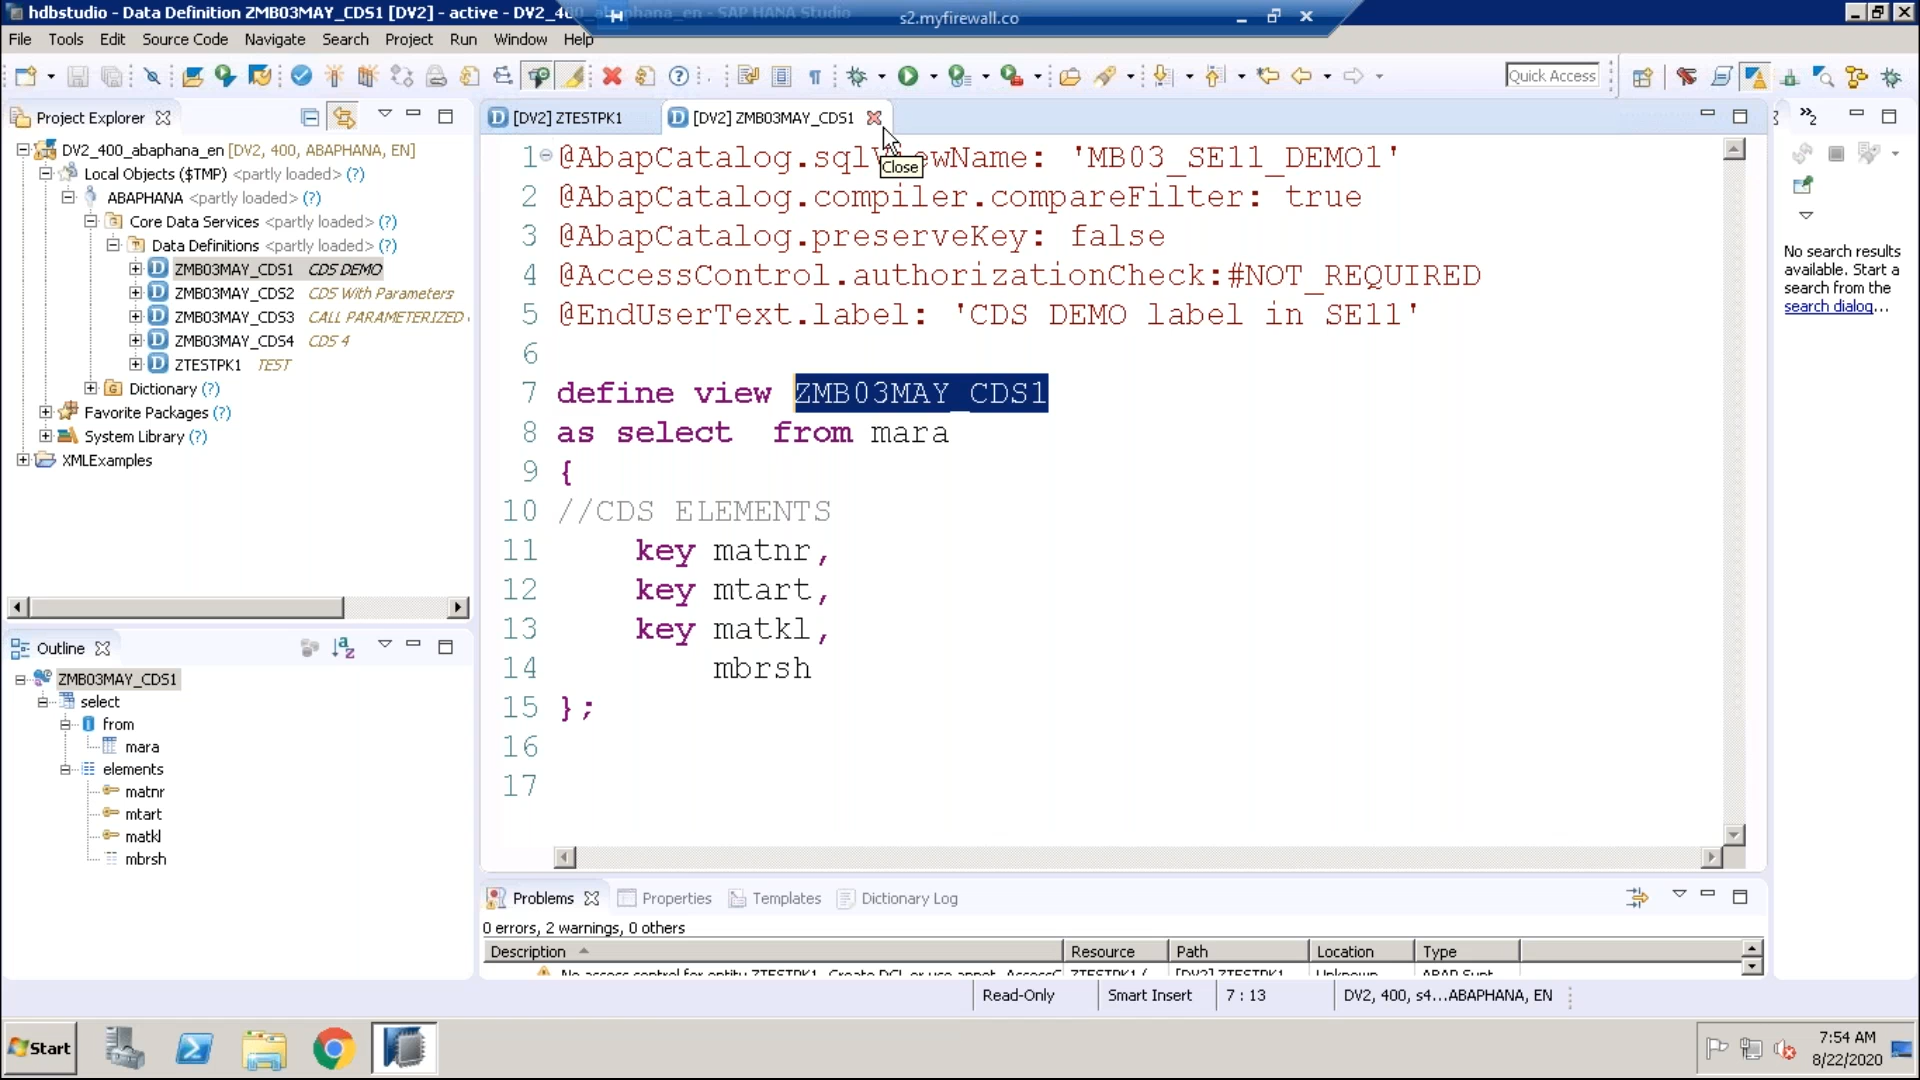 hdbstudio - Data Definition ZMB03MAY_CDS1 [DV2] - active - DV2_400_abaphana_en - SAP HANA Studio
s2.myfirewall.co
File Tools Edit Source Code Navigate Search Project Run Window Help
Quick Access
Project Explorer
DV2_400_abaphana_en [DV2, 400, ABAPHANA, EN]
Local Objects ($TMP) <partly loaded> (?)
ABAPHANA <partly loaded> (?)
Core Data Services <partly loaded> (?)
Data Definitions <partly loaded> (?)
ZMB03MAY_CDS1 CDS DEMO
ZMB03MAY_CDS2 CDS With Parameters
ZMB03MAY_CDS3 CALL PARAMETERIZED
ZMB03MAY_CDS4 CDS 4
ZTESTPK1 TEST
Dictionary (?)
Favorite Packages (?)
System Library (?)
XMLExamples
Outline
ZMB03MAY_CDS1
select
from
mara
elements
matnr
mtart
matkl
mbrsh
[DV2] ZTESTPK1
[DV2] ZMB03MAY_CDS1
Close
1 @AbapCatalog.sqlViewName: 'MB03_SE11_DEMO1'
2 @AbapCatalog.compiler.compareFilter: true
3 @AbapCatalog.preserveKey: false
4 @AccessControl.authorizationCheck:#NOT_REQUIRED
5 @EndUserText.label: 'CDS DEMO label in SE11'
6
7 define view ZMB03MAY_CDS1
8 as select  from mara
9 {
10 //CDS ELEMENTS
11 key matnr,
12 key mtart,
13 key matkl,
14 mbrsh
15 };
16
17
2
No search results
available. Start a
search from the
search dialog...
Problems Properties Templates Dictionary Log
0 errors, 2 warnings, 0 others
Description Resource Path Location Type
Read-Only Smart Insert 7 : 13 DV2, 400, s4...ABAPHANA, EN
Start
7:54 AM
8/22/2020